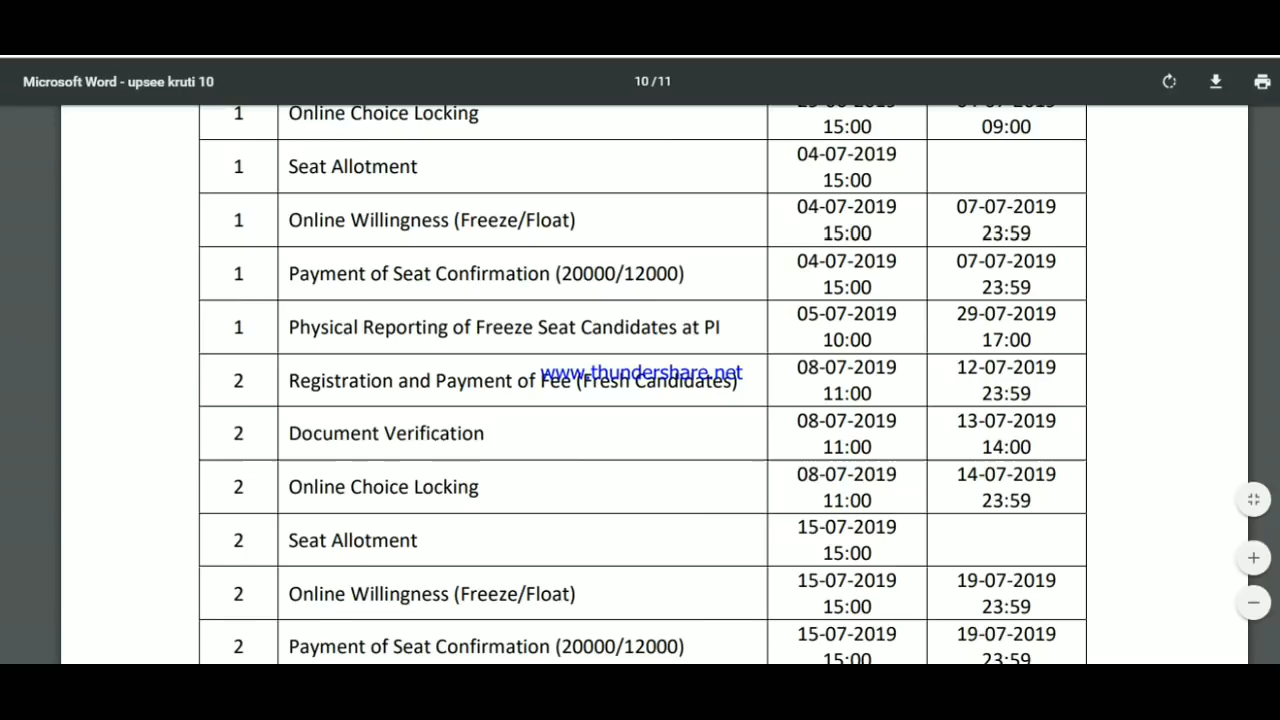 Microsoft Word - upsee kruti 10
10 / 11
1 Online Choice Locking
15:00 09:00
1 Seat Allotment 04-07-2019
15:00
1 Online Willingness (Freeze/Float) 04-07-2019 07-07-2019
15:00 23:59
1 Payment of Seat Confirmation (20000/12000) 04-07-2019 07-07-2019
15:00 23:59
1 Physical Reporting of Freeze Seat Candidates at PI 05-07-2019 29-07-2019
10:00 17:00
www.thundershare.net
2 Registration and Payment of Fee (Fresh Candidates) 08-07-2019 12-07-2019
11:00 23:59
2 Document Verification 08-07-2019 13-07-2019
11:00 14:00
2 Online Choice Locking 08-07-2019 14-07-2019
11:00 23:59
2 Seat Allotment 15-07-2019
15:00
2 Online Willingness (Freeze/Float) 15-07-2019 19-07-2019
15:00 23:59
2 Payment of Seat Confirmation (20000/12000) 15-07-2019 19-07-2019
15:00 23:59